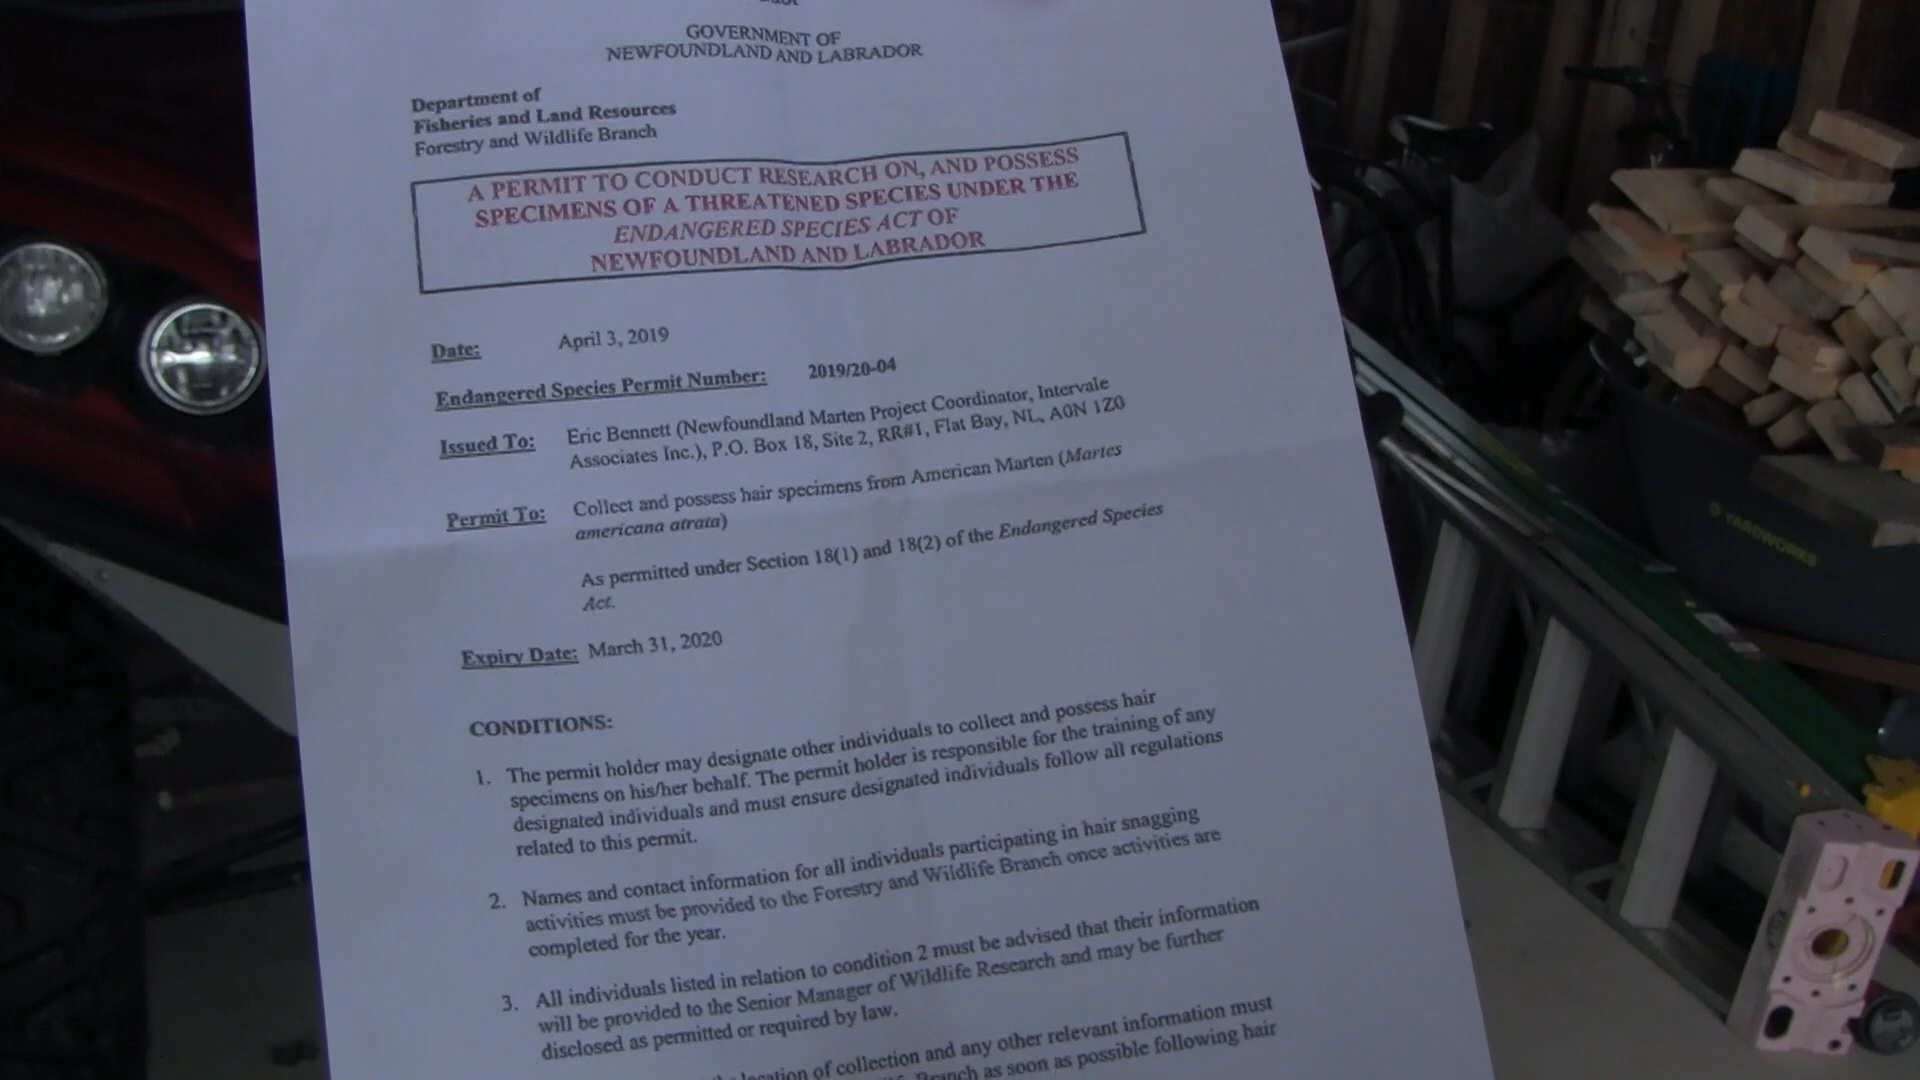 GOVERNMENT OF
NEWFOUNDLAND AND LABRADOR
Department of
Fisheries and Land Resources
Forestry and Wildlife Branch
A PERMIT TO CONDUCT RESEARCH ON, AND POSSESS
SPECIMENS OF A THREATENED SPECIES UNDER THE
ENDANGERED SPECIES ACT OF
NEWFOUNDLAND AND LABRADOR
Date: April 3, 2019
Endangered Species Permit Number: 2019/20-04
Issued To: Eric Bennett (Newfoundland Marten Project Coordinator, Intervale
Associates Inc.), P.O. Box 18, Site 2, RR#1, Flat Bay, NL, A0N 1Z0
Permit To: Collect and possess hair specimens from American Marten (Martes
americana atrata)
As permitted under Section 18(1) and 18(2) of the Endangered Species
Act.
Expiry Date: March 31, 2020
CONDITIONS:
1. The permit holder may designate other individuals to collect and possess hair
specimens on his/her behalf. The permit holder is responsible for the training of any
designated individuals and must ensure designated individuals follow all regulations
related to this permit.
2. Names and contact information for all individuals participating in hair snagging
activities must be provided to the Forestry and Wildlife Branch once activities are
completed for the year.
3. All individuals listed in relation to condition 2 must be advised that their information
will be provided to the Senior Manager of Wildlife Research and may be further
disclosed as permitted or required by law.
location of collection and any other relevant information must
Branch as soon as possible following hair
YARDWORKS